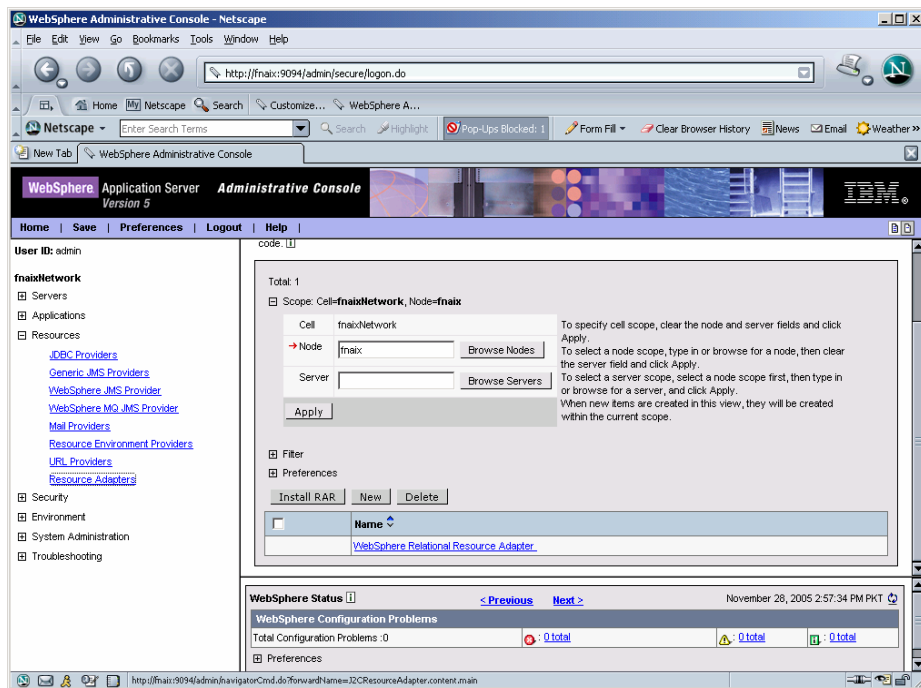 WebSphere Administrative Console - Netscape
File Edit View Go Bookmarks Tools Window Help
http://fnaix:9094/admin/secure/logon.do
Home My Netscape Search Customize... WebSphere A...
Netscape Enter Search Terms Search Highlight Pop-Ups Blocked: 1 Form Fill Clear Browser History News Email Weather »
New Tab WebSphere Administrative Console
WebSphere Application Server Administrative Console
Version 5
IBM
Home | Save | Preferences | Logout | Help |
User ID: admin
fnaixNetwork
Servers
Applications
Resources
JDBC Providers
Generic JMS Providers
WebSphere JMS Provider
WebSphere MQ JMS Provider
Mail Providers
Resource Environment Providers
URL Providers
Resource Adapters
Security
Environment
System Administration
Troubleshooting
code.
Total: 1
Scope: Cell=fnaixNetwork, Node=fnaix
Cell fnaixNetwork
Node fnaix Browse Nodes
Server Browse Servers
Apply
To specify cell scope, clear the node and server fields and click
Apply.
To select a node scope, type in or browse for a node, then clear
the server field and click Apply.
To select a server scope, select a node scope first, then type in
or browse for a server, and click Apply.
When new items are created in this view, they will be created
within the current scope.
Filter
Preferences
Install RAR New Delete
Name
WebSphere Relational Resource Adapter
WebSphere Status < Previous Next > November 28, 2005 2:57:34 PM PKT
WebSphere Configuration Problems
Total Configuration Problems :0 : 0 total : 0 total : 0 total
Preferences
http://fnaix:9094/admin/navigatorCmd.do?forwardName=J2CResourceAdapter.content.main